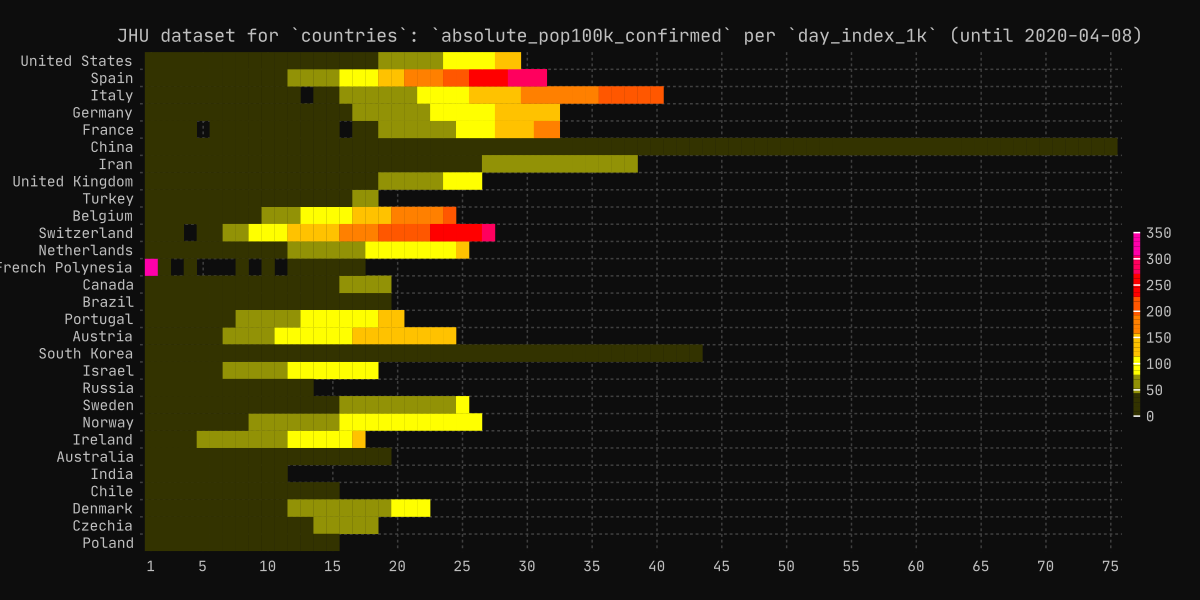 JHU dataset for `countries`: `absolute_pop100k_confirmed` per `day_index_1k` (until 2020-04-08)
United States
Spain
Italy
Germany
France
China
Iran
United Kingdom
Turkey
Belgium
Switzerland
Netherlands
French Polynesia
Canada
Brazil
Portugal
Austria
South Korea
Israel
Russia
Sweden
Norway
Ireland
Australia
India
Chile
Denmark
Czechia
Poland
1 5 10 15 20 25 30 35 40 45 50 55 60 65 70 75
350
300
250
200
150
100
50
0